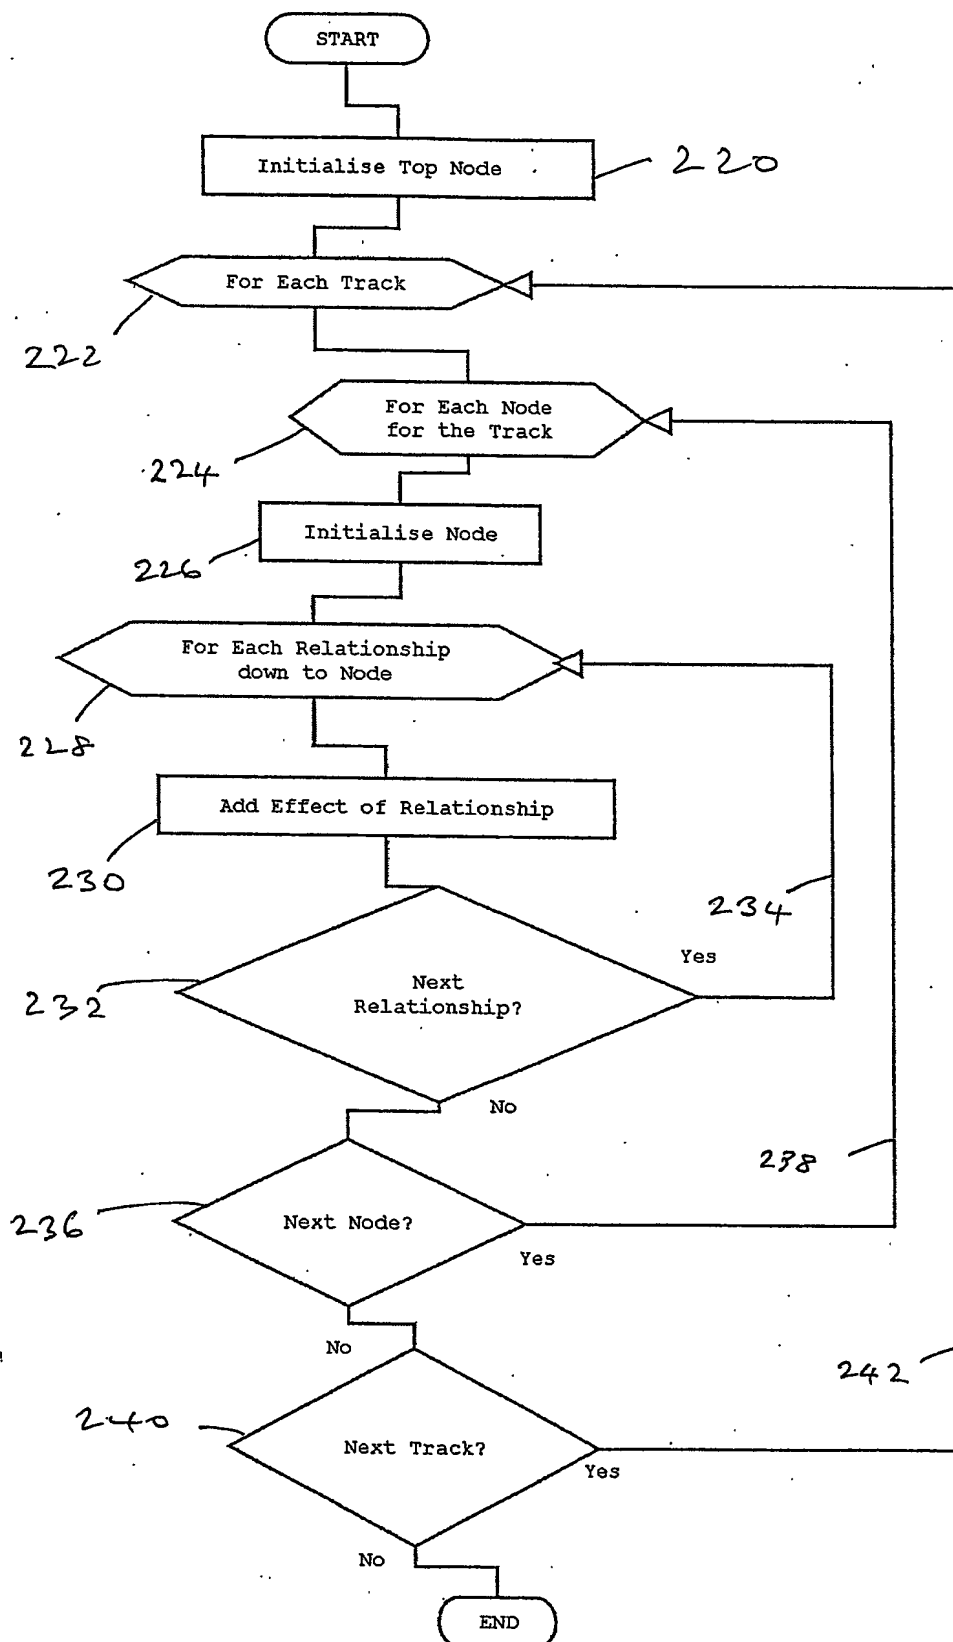 START
Initialise Top Node
220
For Each Track
222
For Each Node
for the Track
224
Initialise Node
226
For Each Relationship
down to Node
228
Add Effect of Relationship
230
234
Yes
Next
Relationship?
232
No
238
236
Next Node?
Yes
No
242
240
Next Track?
Yes
No
END